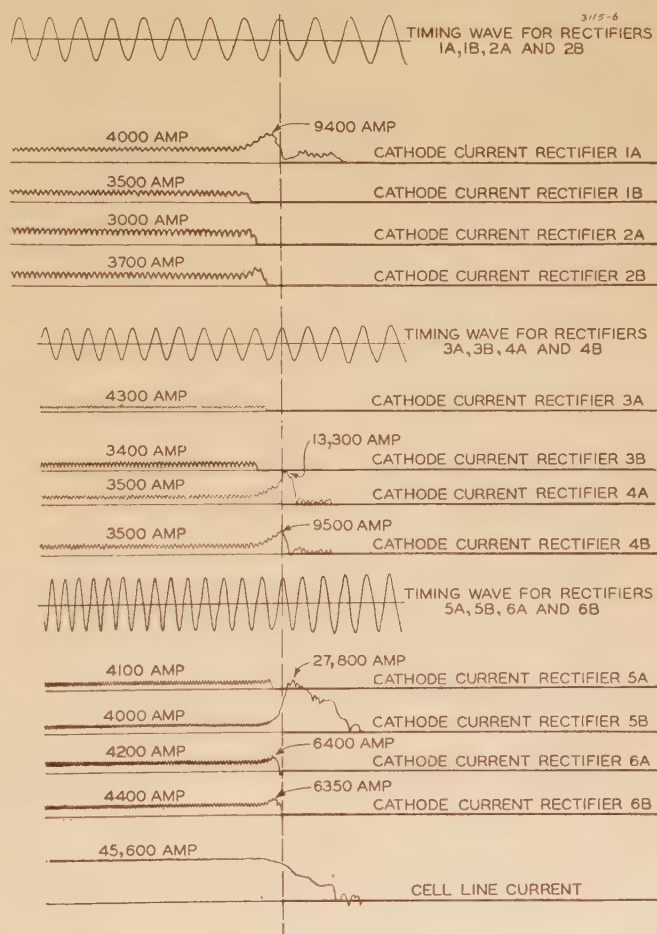 3115-6
TIMING WAVE FOR RECTIFIERS
1A,1B,2A AND 2B
9400 AMP
4000 AMP
CATHODE CURRENT RECTIFIER 1A
3500 AMP
CATHODE CURRENT RECTIFIER 1B
3000 AMP
CATHODE CURRENT RECTIFIER 2A
3700 AMP
CATHODE CURRENT RECTIFIER 2B
TIMING WAVE FOR RECTIFIERS
3A,3B,4A AND 4B
4300 AMP
CATHODE CURRENT RECTIFIER 3A
13,300 AMP
3400 AMP
CATHODE CURRENT RECTIFIER 3B
3500 AMP
CATHODE CURRENT RECTIFIER 4A
9500 AMP
3500 AMP
CATHODE CURRENT RECTIFIER 4B
TIMING WAVE FOR RECTIFIERS
5A,5B,6A AND 6B
27,800 AMP
4100 AMP
CATHODE CURRENT RECTIFIER 5A
4000 AMP
CATHODE CURRENT RECTIFIER 5B
6400 AMP
4200 AMP
CATHODE CURRENT RECTIFIER 6A
6350 AMP
4400 AMP
CATHODE CURRENT RECTIFIER 6B
45,600 AMP
CELL LINE CURRENT